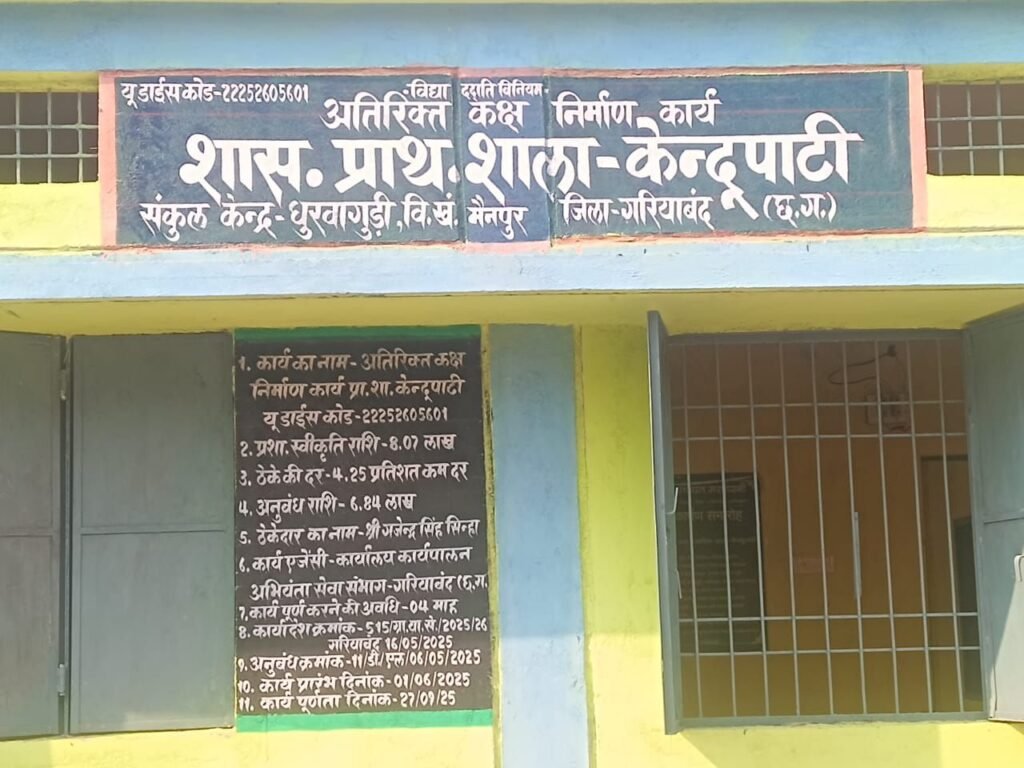 यू डाईस कोड-22252605601 विद्या ददाति विनियम
अतिरिक्त कक्ष निर्माण कार्य
शास. प्राथ. शाला-केन्दूपाटी
संकुल केन्द्र-धुरवागुड़ी, वि.खं. मैनपुर जिला-गरियाबंद (छ.ग.)
1. कार्य का नाम - अतिरिक्त कक्ष
निर्माण कार्य प्रा.शा. केन्दूपाटी
यू डाईस कोड-22252605601
2. प्रशा. स्वीकृति राशि-8.07 लाख
3. ठेके की दर-4.25 प्रतिशत कम दर
4. अनुबंध राशि - 6.84 लाख
5. ठेकेदार का नाम-श्री गजेन्द्र सिंह सिन्हा
6. कार्य एजेंसी-कार्यालय कार्यपालन
अभियंता सेवा संभाग-गरियाबंद (छ.ग.
7. कार्य पूर्ण करने की अवधि-04 माह
8. कार्यादेश क्रमांक-515/ग्रा.यां.से./2025/26
गरियाबंद 16/05/2025
9. अनुबंध क्रमांक-11/डी/एल/06/05/2025
10. कार्य प्रारंभ दिनांक-01/06/2025
11. कार्य पूर्णता दिनांक-27/09/25